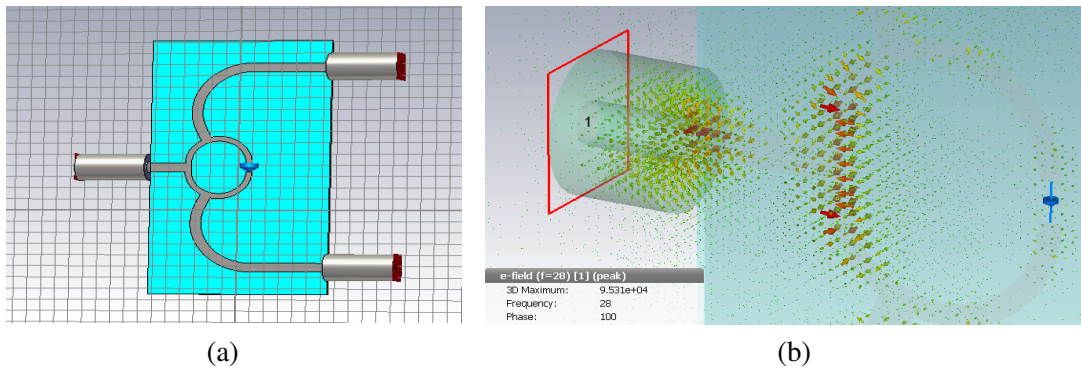 1
e-field (f=28) [1] (peak)
3D Maximum: 9.531e+04
Frequency: 28
Phase: 100
(a)
(b)